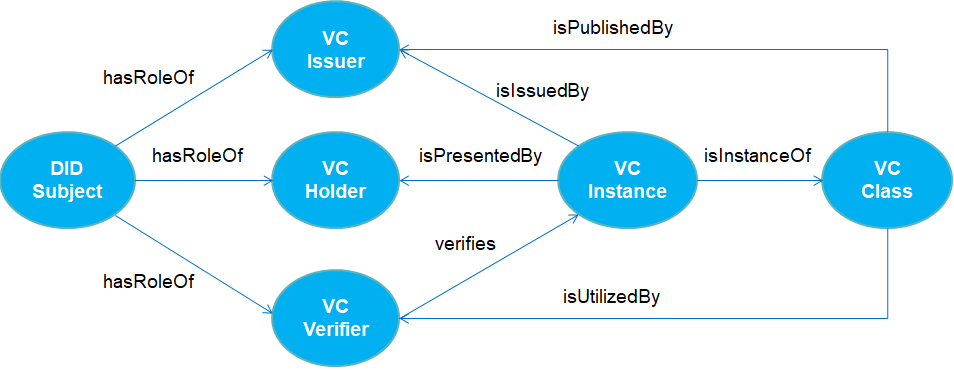 VC
Issuer
isPublishedBy
hasRoleOf
isIssuedBy
DID
Subject
hasRoleOf
VC
Holder
isPresentedBy
VC
Instance
isInstanceOf
VC
Class
verifies
hasRoleOf
isUtilizedBy
VC
Verifier